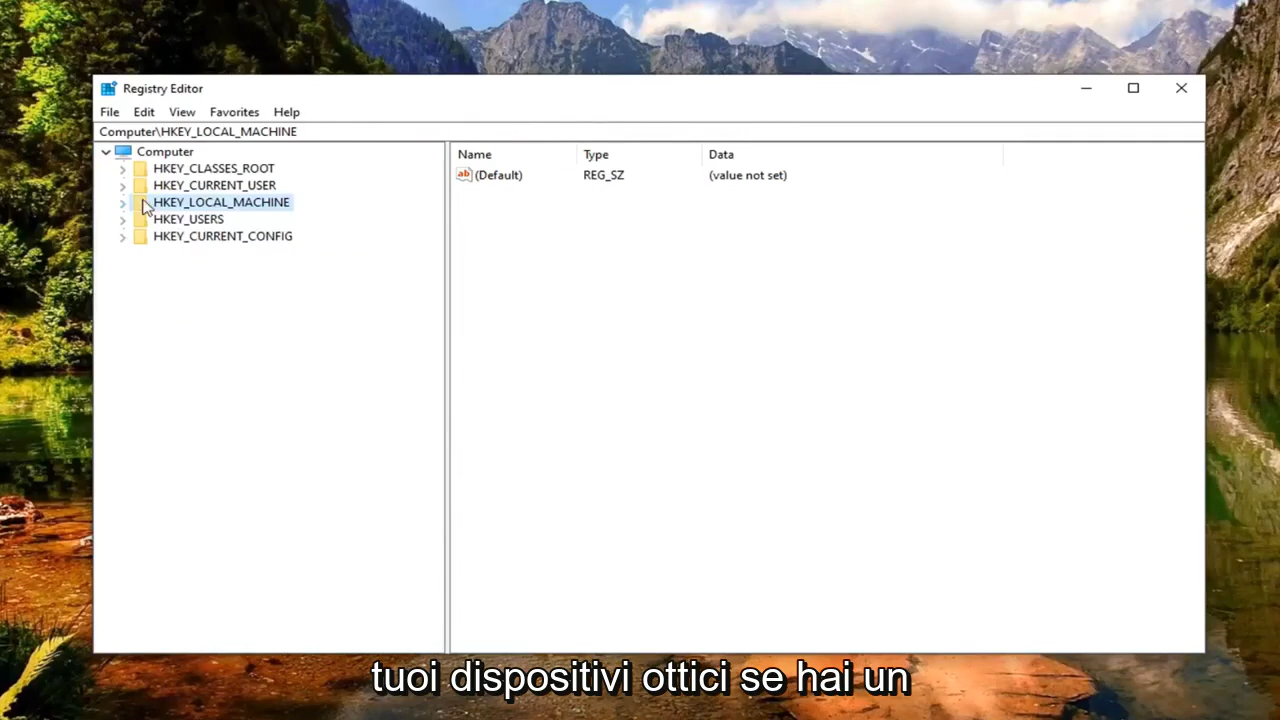 Registry Editor
File Edit View Favorites Help
Computer\HKEY_LOCAL_MACHINE
Computer
HKEY_CLASSES_ROOT
HKEY_CURRENT_USER
HKEY_LOCAL_MACHINE
HKEY_USERS
HKEY_CURRENT_CONFIG
Name Type Data
ab (Default) REG_SZ (value not set)
tuoi dispositivi ottici se hai un